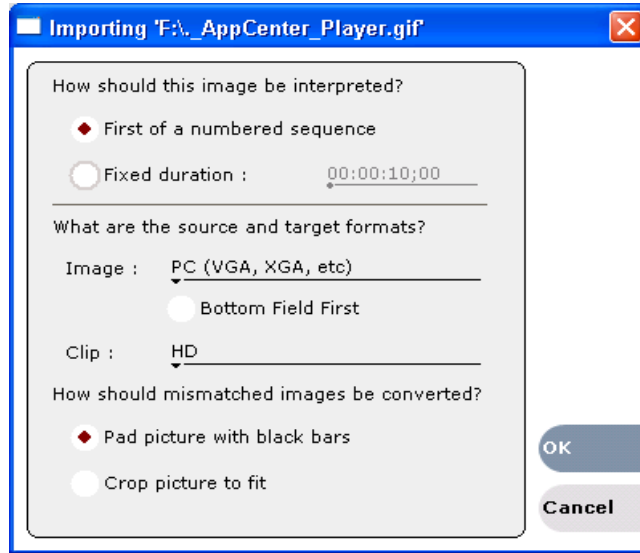 Importing 'F:\._AppCenter_Player.gif'
How should this image be interpreted?
First of a numbered sequence
Fixed duration : 00:00:10;00
What are the source and target formats?
Image : PC (VGA, XGA, etc)
Bottom Field First
Clip : HD
How should mismatched images be converted?
Pad picture with black bars
Crop picture to fit
OK
Cancel